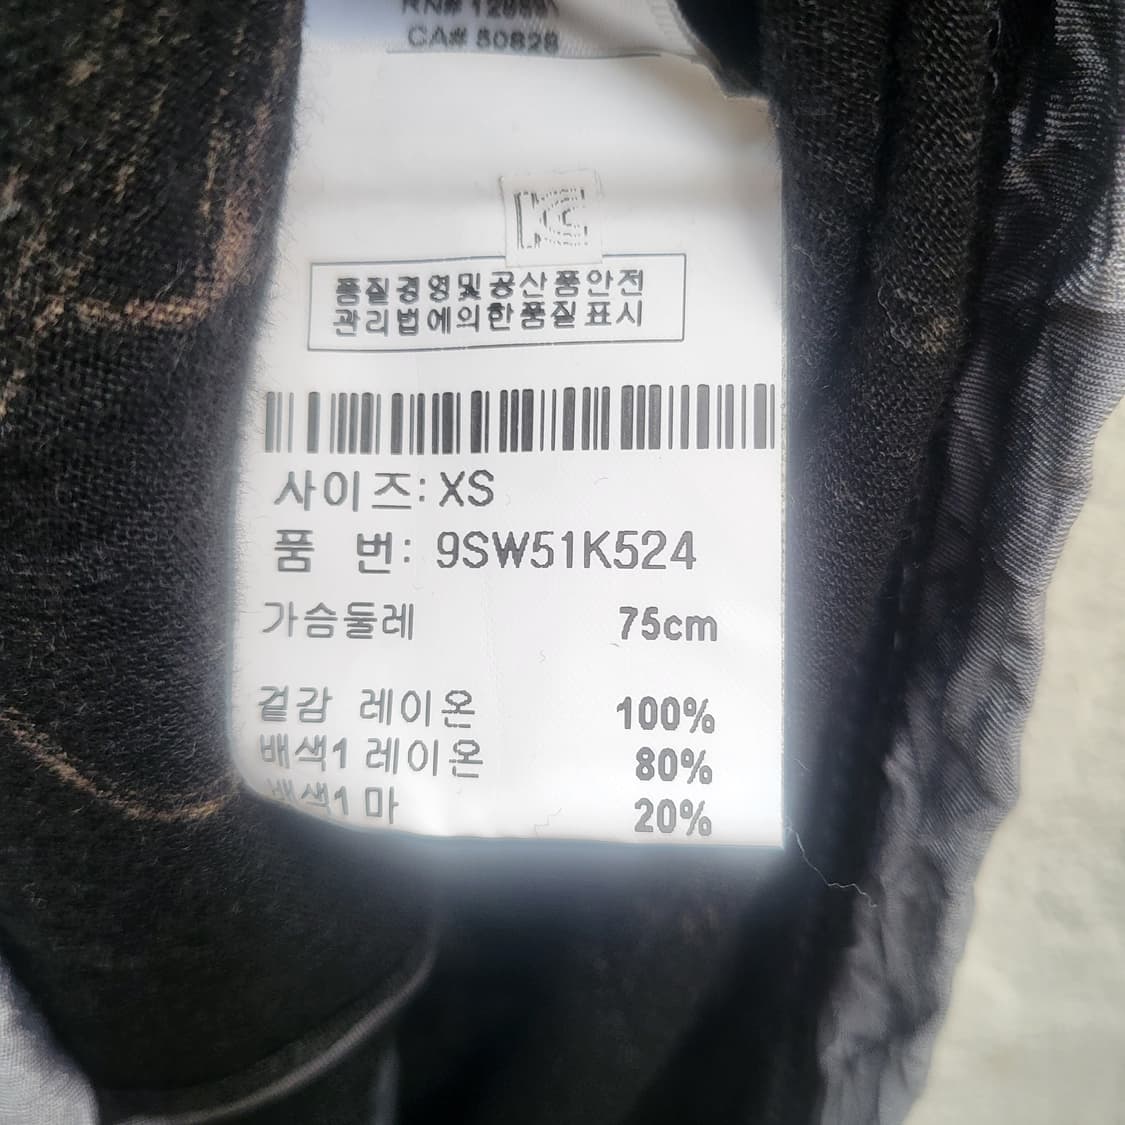 CA# 50828
품질경영및공산품안전
관리법에의한품질표시
사이즈: XS
품 번: 9SW51K524
가슴둘레 75cm
겉감 레이온 100%
배색1 레이온 80%
배색1 마 20%